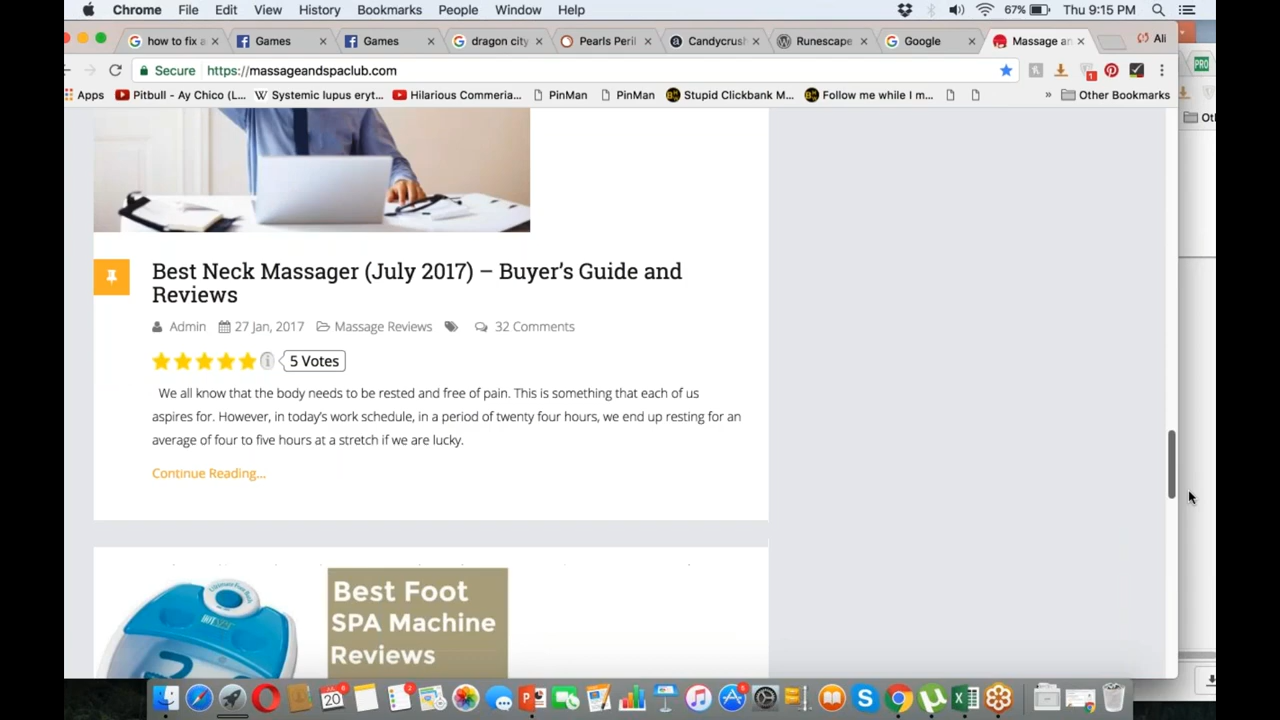 Chrome File Edit View History Bookmarks People Window Help 67% Thu 9:15 PM
how to fix a Games Games dragon city Pearls Peril Candycrush Runescape Google Massage an Ali
Secure https://massageandspaclub.com
PRO
1
Apps Pitbull - Ay Chico (L... Systemic lupus eryt... Hilarious Commeria... PinMan PinMan Stupid Clickback M... Follow me while I m... » Other Bookmarks
Best Neck Massager (July 2017) – Buyer's Guide and
Reviews
Admin 27 Jan, 2017 Massage Reviews 32 Comments
5 Votes
We all know that the body needs to be rested and free of pain. This is something that each of us
aspires for. However, in today's work schedule, in a period of twenty four hours, we end up resting for an
average of four to five hours at a stretch if we are lucky.
Continue Reading...
Best Foot
SPA Machine
Reviews
20